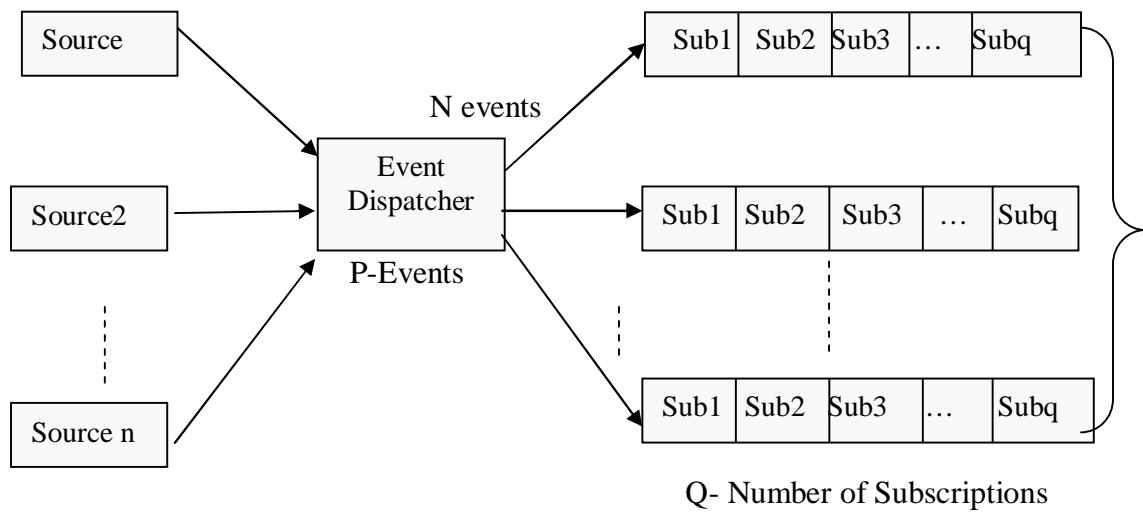 Source
Sub1 Sub2 Sub3 … Subq
N events
Event
Dispatcher
Source2
Sub1 Sub2 Sub3 … Subq
P-Events
Source n
Sub1 Sub2 Sub3 … Subq
Q- Number of Subscriptions